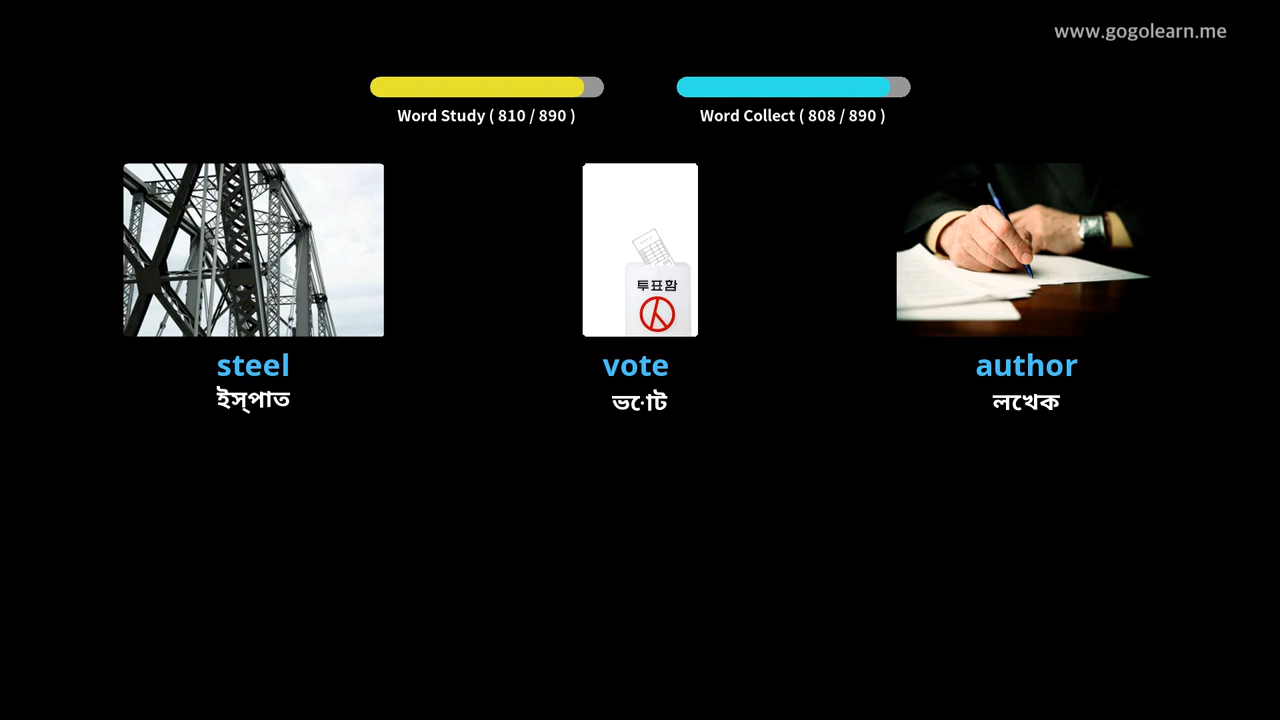 www.gogolearn.me
Word Study ( 810 / 890 )
Word Collect ( 808 / 890 )
투표함
steel
vote
author
ইস্পাত
ভোট
লেখক